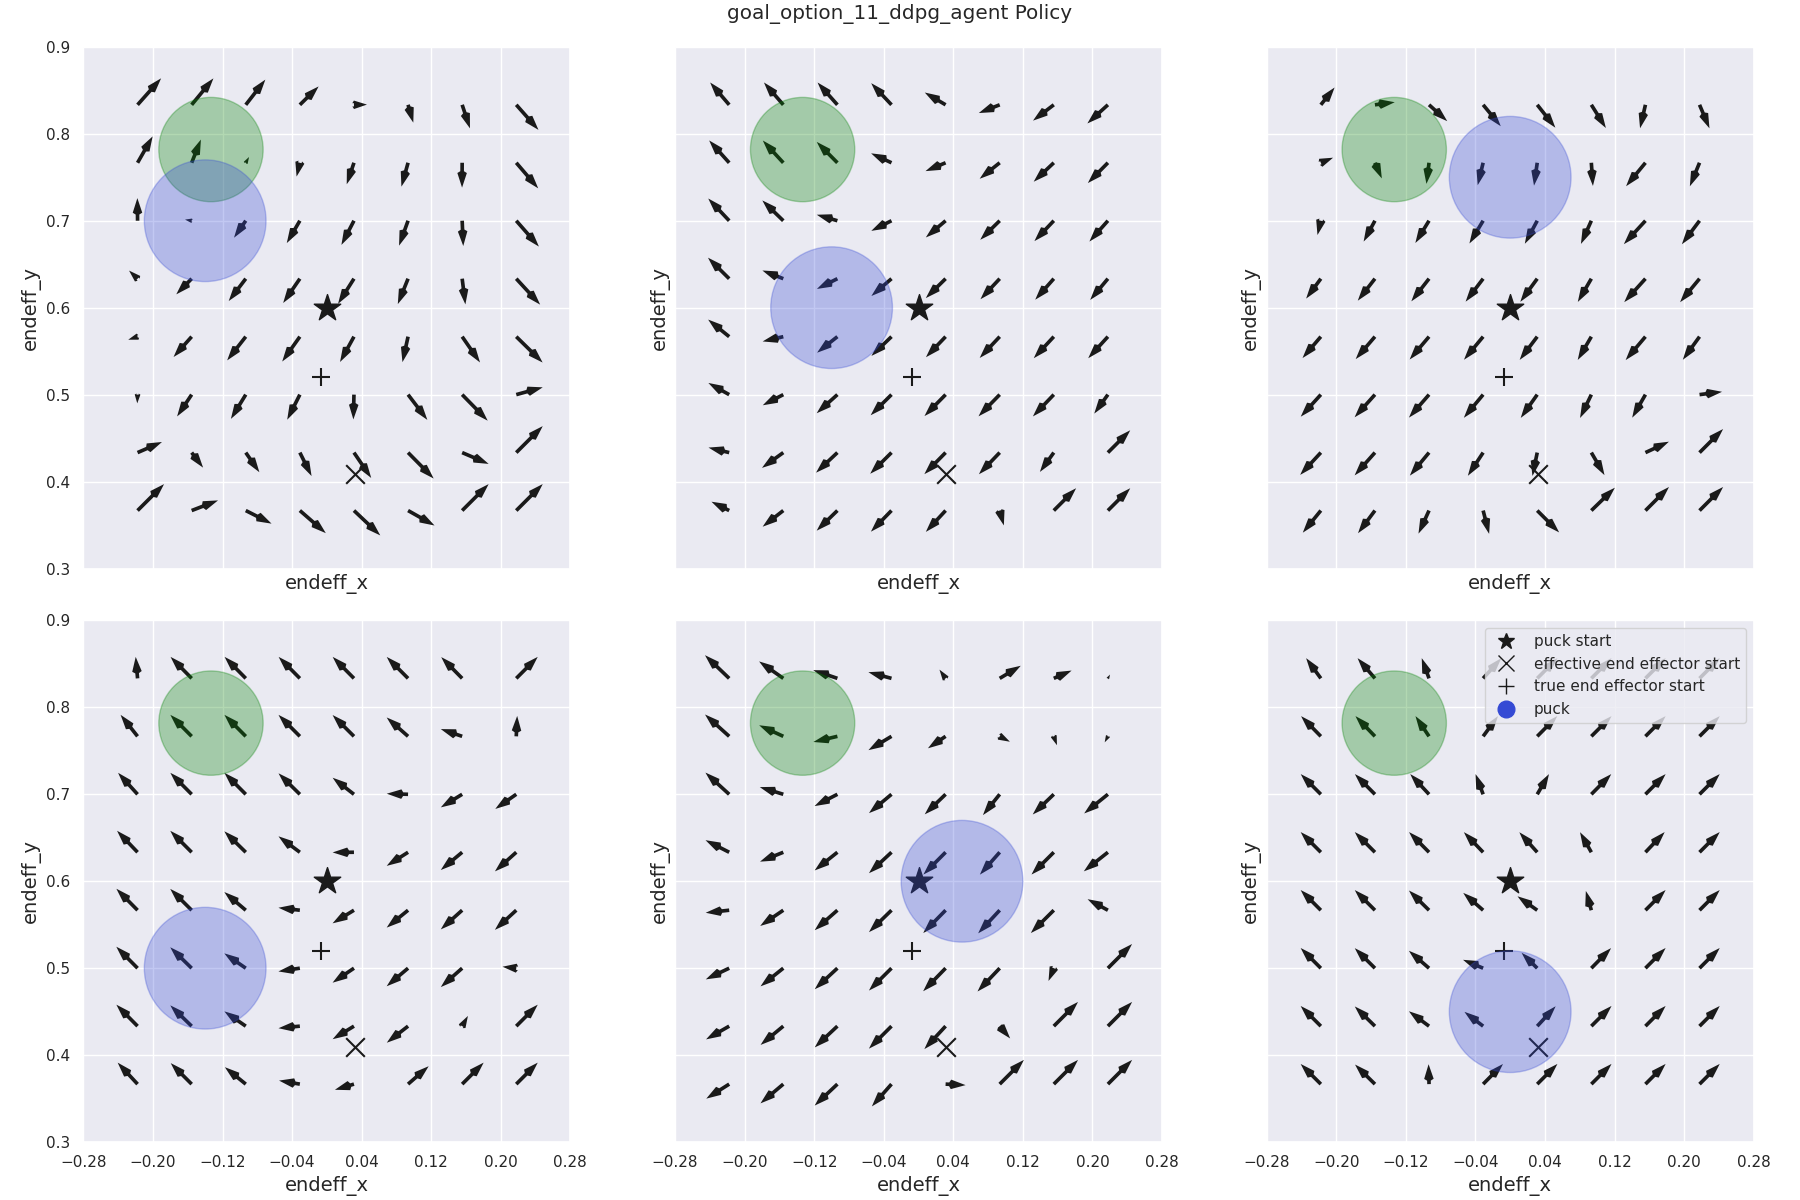 goal_option_11_ddpg_agent Policy
0.9
0.8
0.7
0.6
0.5
0.4
0.3
endeff_y
endeff_x
endeff_y
endeff_x
endeff_y
endeff_x
0.9
0.8
0.7
0.6
0.5
0.4
0.3
endeff_y
−0.28 −0.20 −0.12 −0.04 0.04 0.12 0.20 0.28
endeff_x
endeff_y
−0.28 −0.20 −0.12 −0.04 0.04 0.12 0.20 0.28
endeff_x
puck start
effective end effector start
true end effector start
puck
endeff_y
−0.28 −0.20 −0.12 −0.04 0.04 0.12 0.20 0.28
endeff_x